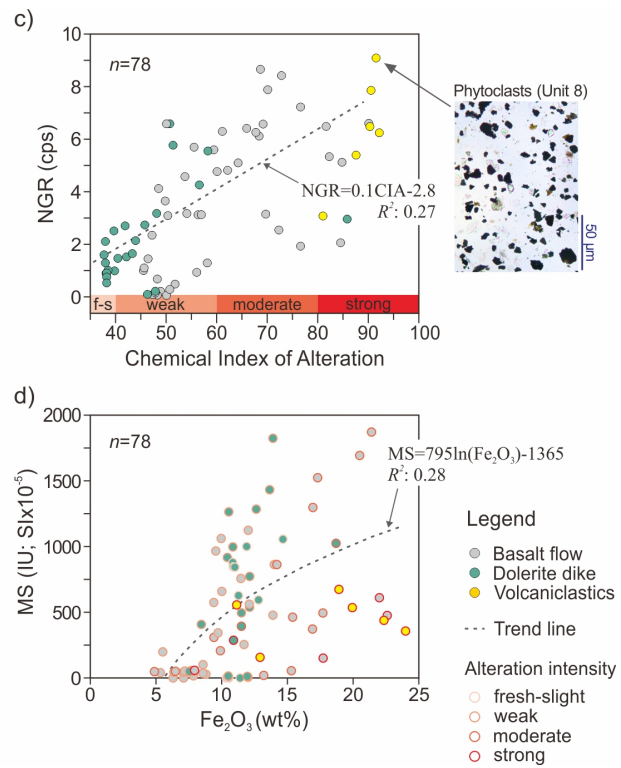 c)
10
8
6
4
2
0
NGR (cps)
n=78
NGR=0.1CIA-2.8
R²: 0.27
f-s weak moderate strong
40 50 60 70 80 90 100
Chemical Index of Alteration
Phytoclasts (Unit 8)
50 µm
d)
2000
1500
1000
500
0
MS (IU; SIx10⁻⁵)
n=78
MS=795ln(Fe₂O₃)-1365
R²: 0.28
0 5 10 15 20 25
Fe₂O₃ (wt%)
Legend
Basalt flow
Dolerite dike
Volcaniclastics
Trend line
Alteration intensity
fresh-slight
weak
moderate
strong